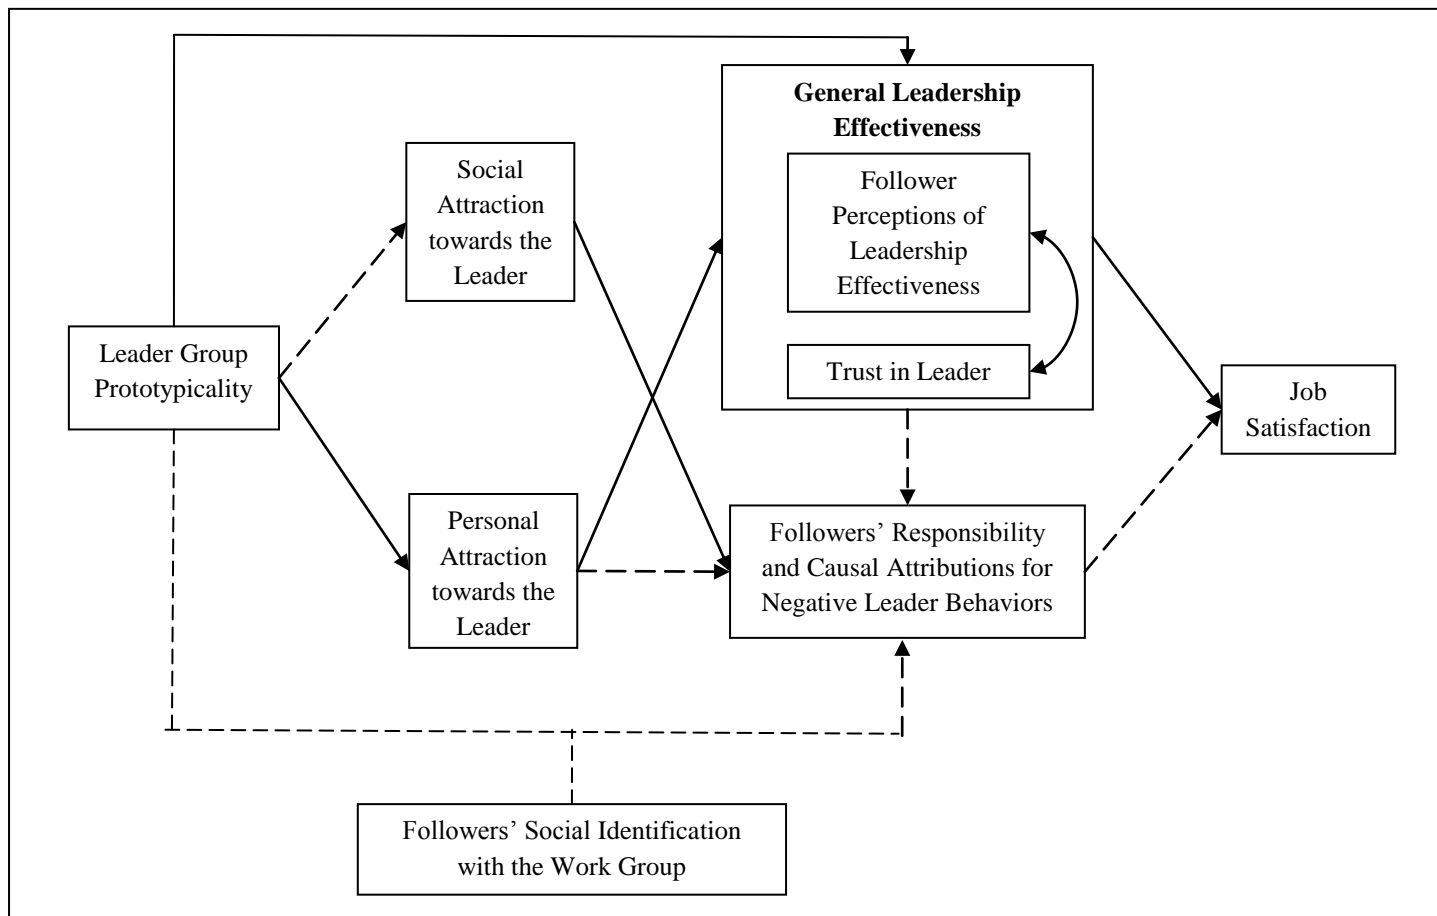 General Leadership
Effectiveness
Follower
Perceptions of
Leadership
Effectiveness
Trust in Leader
Social
Attraction
towards the
Leader
Leader Group
Prototypicality
Job
Satisfaction
Personal
Attraction
towards the
Leader
Followers’ Responsibility
and Causal Attributions for
Negative Leader Behaviors
Followers’ Social Identification
with the Work Group